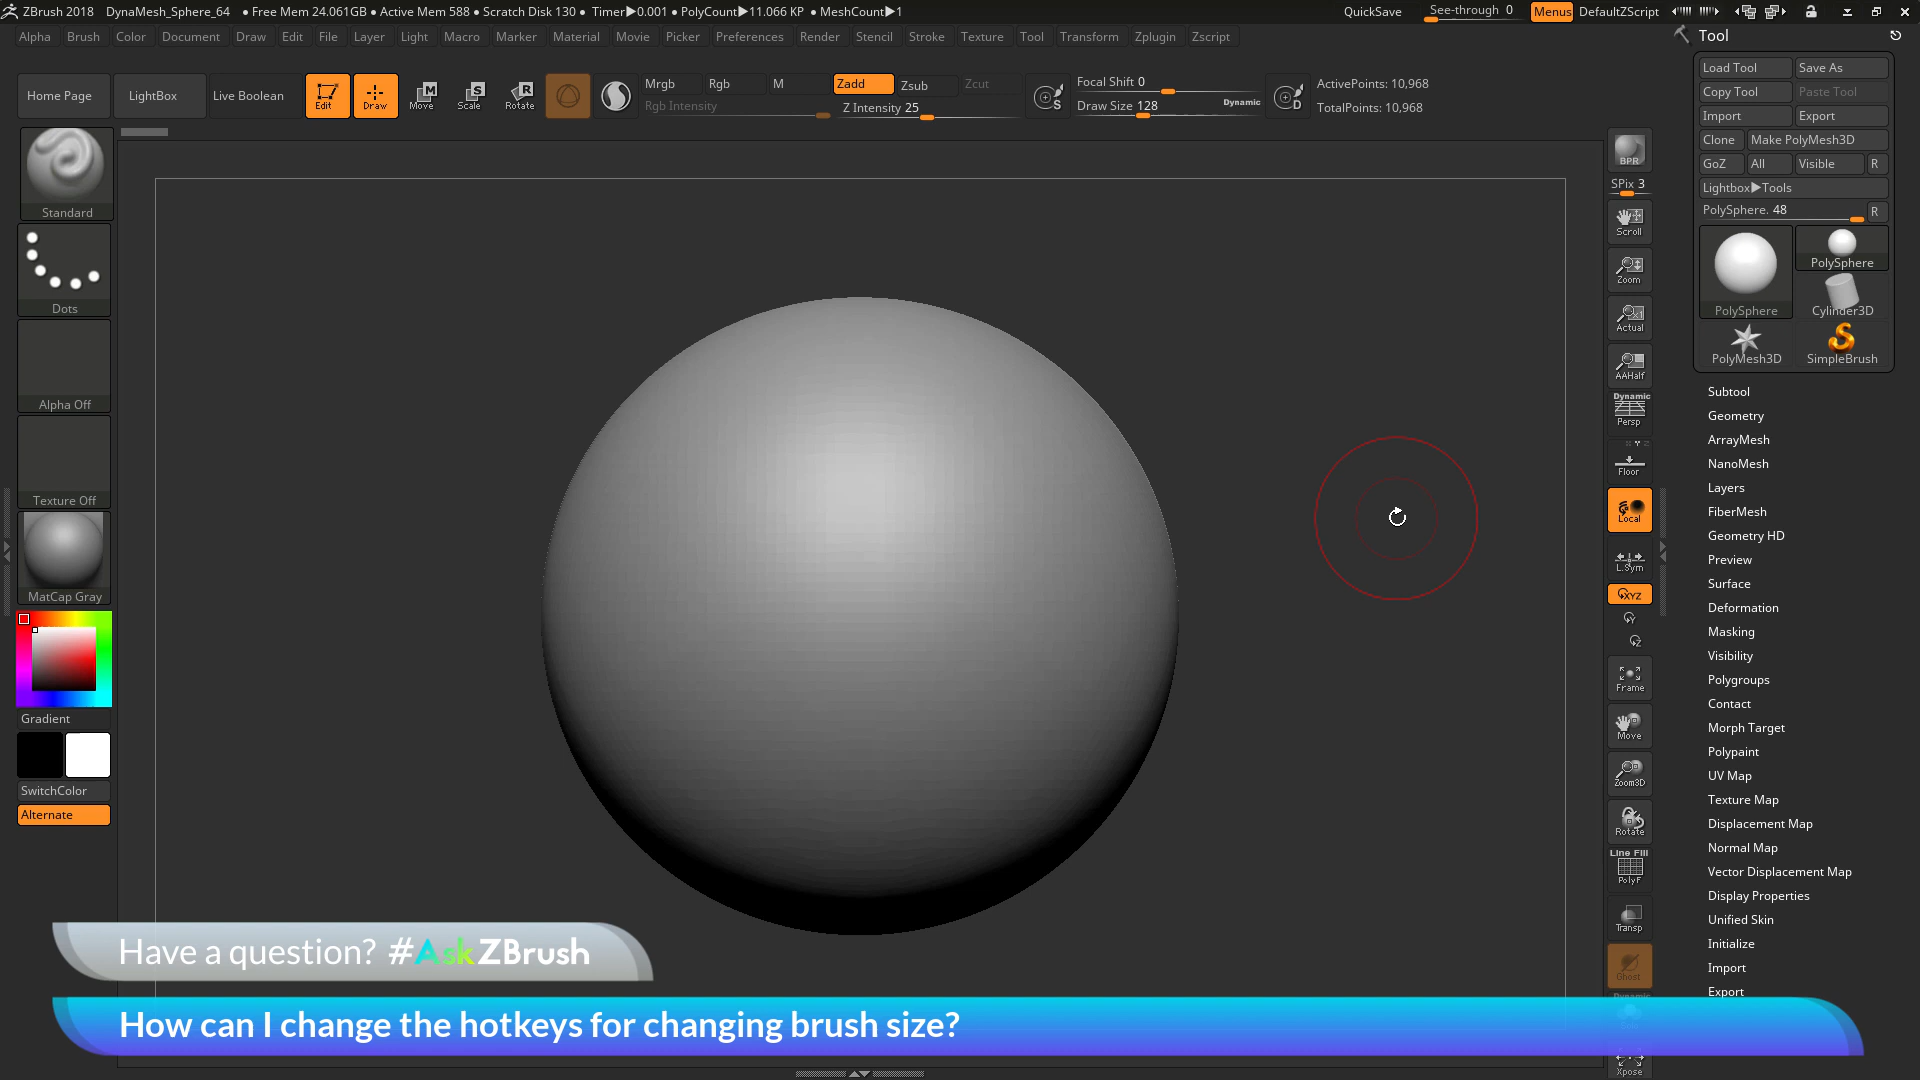 ZBrush 2018 DynaMesh_Sphere_64 ● Free Mem 24.061GB ● Active Mem 588 ● Scratch Disk 130 ● Timer▶0.001 ● PolyCount▶11.066 KP ● MeshCount▶1 QuickSave See-through 0 Menus DefaultZScript
Alpha Brush Color Document Draw Edit File Layer Light Macro Marker Material Movie Picker Preferences Render Stencil Stroke Texture Tool Transform Zplugin Zscript
Home Page LightBox Live Boolean Edit Draw Move Scale Rotate
Mrgb Rgb M Zadd Zsub Zcut
Rgb Intensity Z Intensity 25
Focal Shift 0
Draw Size 128 Dynamic
ActivePoints: 10,968
TotalPoints: 10,968
Standard
Dots
Alpha Off
Texture Off
MatCap Gray
Gradient
SwitchColor
Alternate
BPR
SPix 3
Scroll
Zoom
Actual
AAHalf
Dynamic
Persp
Floor
Local
L.Sym
XYZ
Y
Z
Frame
Move
Zoom3D
Rotate
Line Fill
PolyF
Transp
Ghost
Dynamic
Xpose
Tool
Load Tool Save As
Copy Tool Paste Tool
Import Export
Clone Make PolyMesh3D
GoZ All Visible R
Lightbox▶Tools
PolySphere. 48 R
PolySphere PolySphere
Cylinder3D
PolyMesh3D SimpleBrush
Subtool
Geometry
ArrayMesh
NanoMesh
Layers
FiberMesh
Geometry HD
Preview
Surface
Deformation
Masking
Visibility
Polygroups
Contact
Morph Target
Polypaint
UV Map
Texture Map
Displacement Map
Normal Map
Vector Displacement Map
Display Properties
Unified Skin
Initialize
Import
Export
Have a question? #AskZBrush
How can I change the hotkeys for changing brush size?